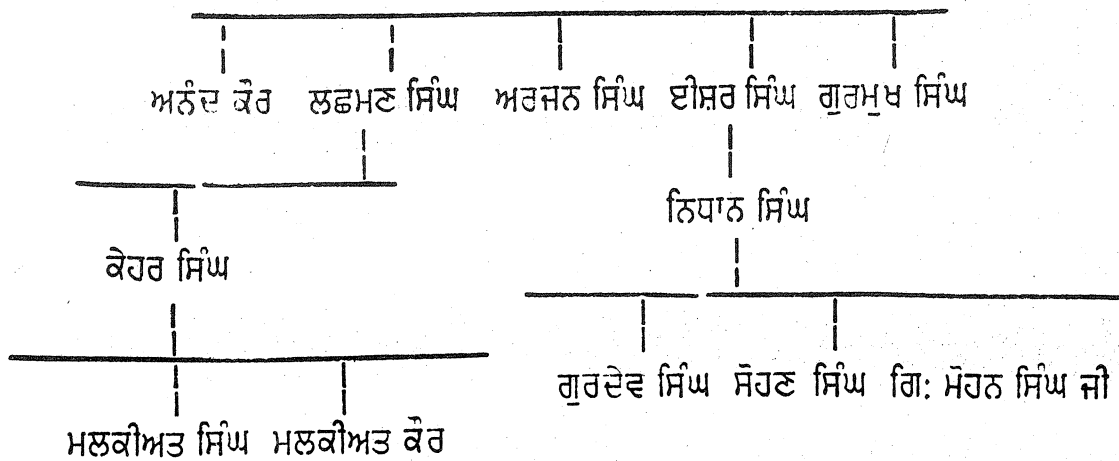 ਅਨੰਦ ਕੌਰ ਲਛਮਣ ਸਿੰਘ ਅਰਜਨ ਸਿੰਘ ਈਸ਼ਰ ਸਿੰਘ ਗੁਰਮੁਖ ਸਿੰਘ
ਨਿਧਾਨ ਸਿੰਘ
ਕੇਹਰ ਸਿੰਘ
ਗੁਰਦੇਵ ਸਿੰਘ ਸੋਹਣ ਸਿੰਘ ਗਿ: ਮੋਹਨ ਸਿੰਘ ਜੀ
ਮਲਕੀਅਤ ਸਿੰਘ ਮਲਕੀਅਤ ਕੌਰ